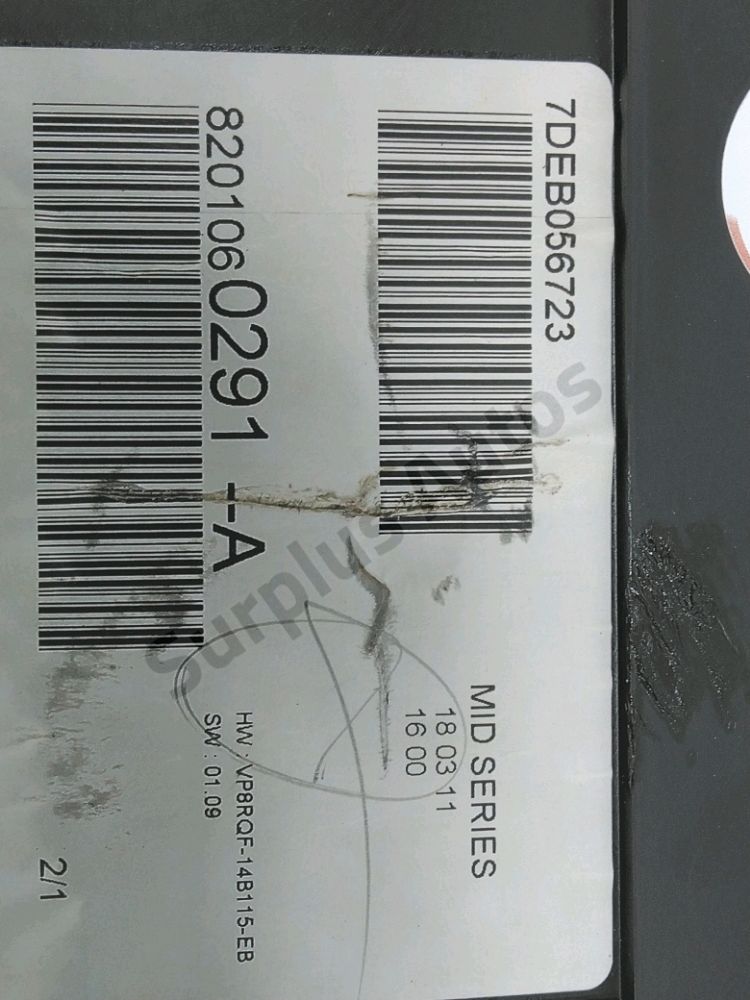 7DEB056723
MID SERIES
18 03 11
16 00
8201060291 --A
HW : VP8RQF-14B115-EB
SW : 01.09
2/1
Surplus Autos